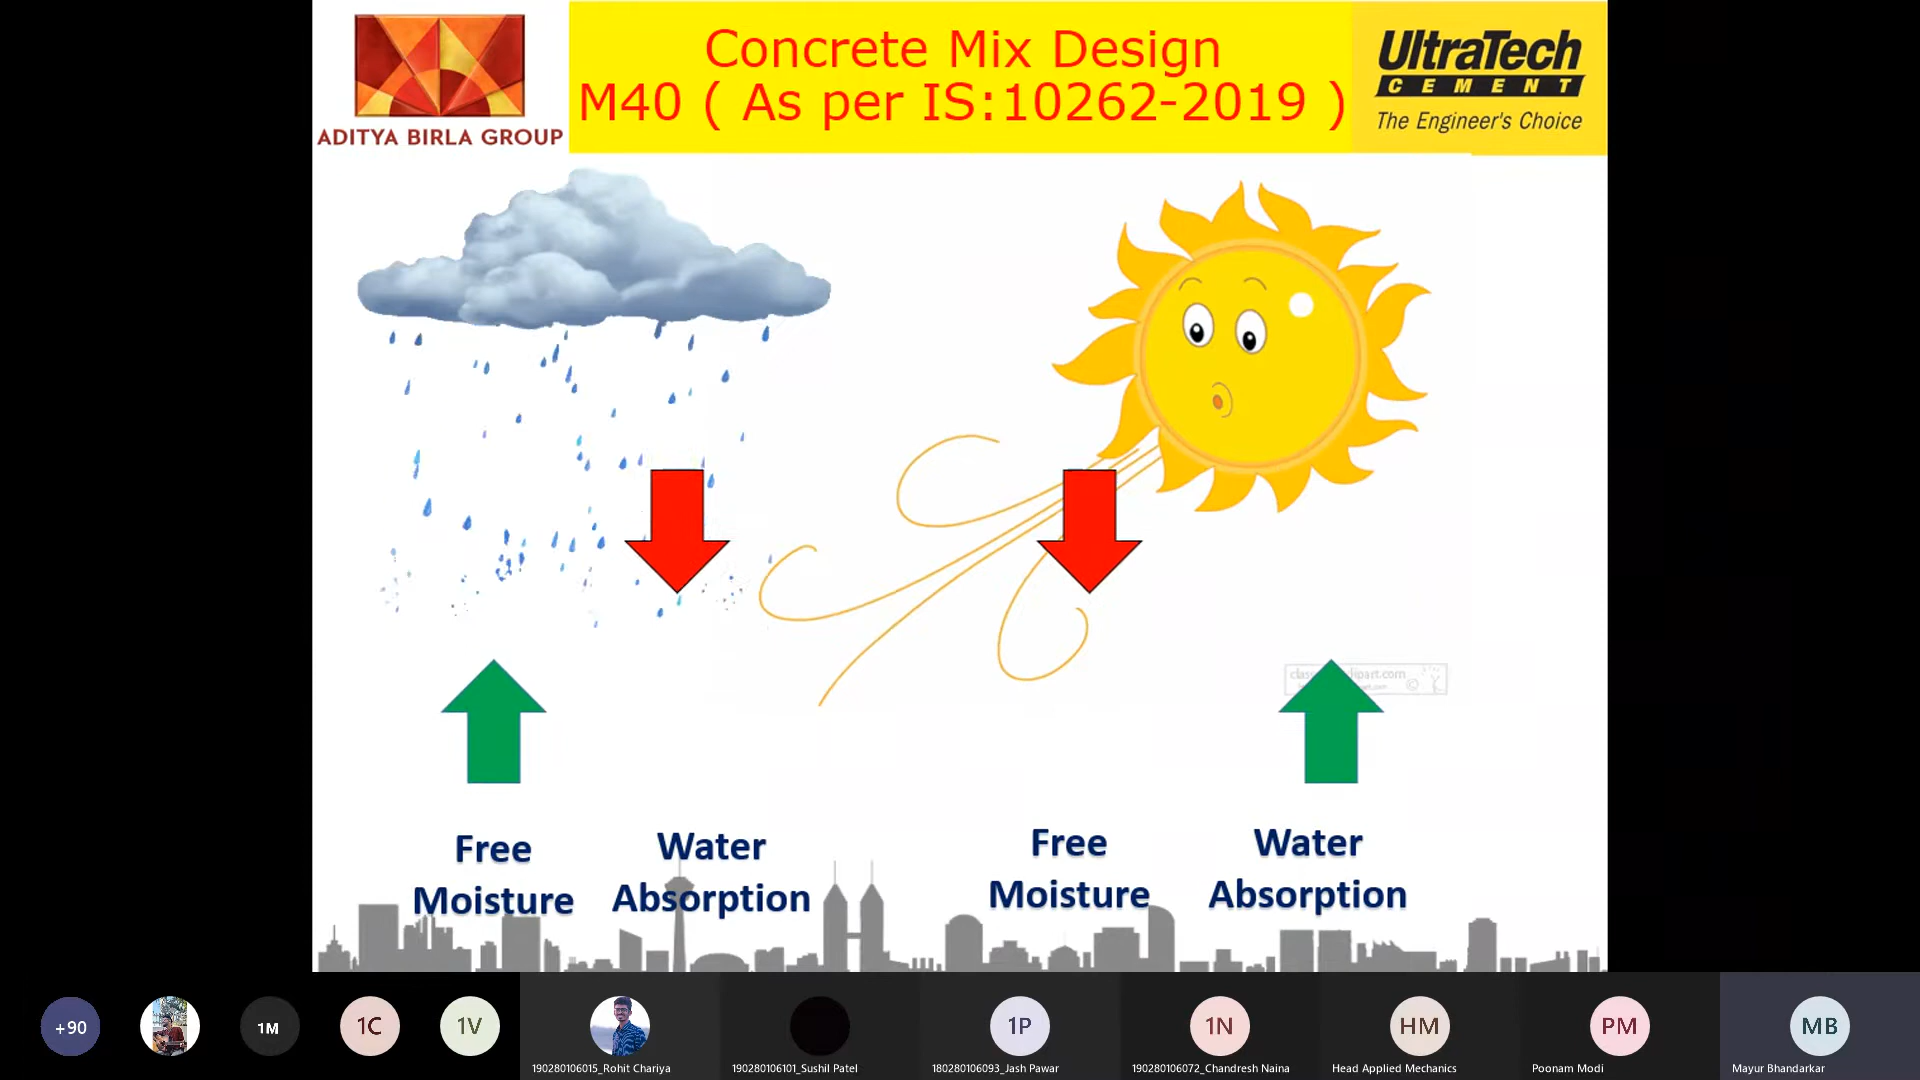 ADITYA BIRLA GROUP
Concrete Mix Design
M40 ( As per IS:10262-2019 )
UltraTech
CEMENT
The Engineer's Choice
Free
Moisture
Water
Absorption
Free
Moisture
Water
Absorption
+90
1M
1C
1V
190280106015_Rohit Chariya
190280106101_Sushil Patel
1P
180280106093_Jash Pawar
1N
190280106072_Chandresh Naina
HM
Head Applied Mechanics
PM
Poonam Modi
MB
Mayur Bhandarkar